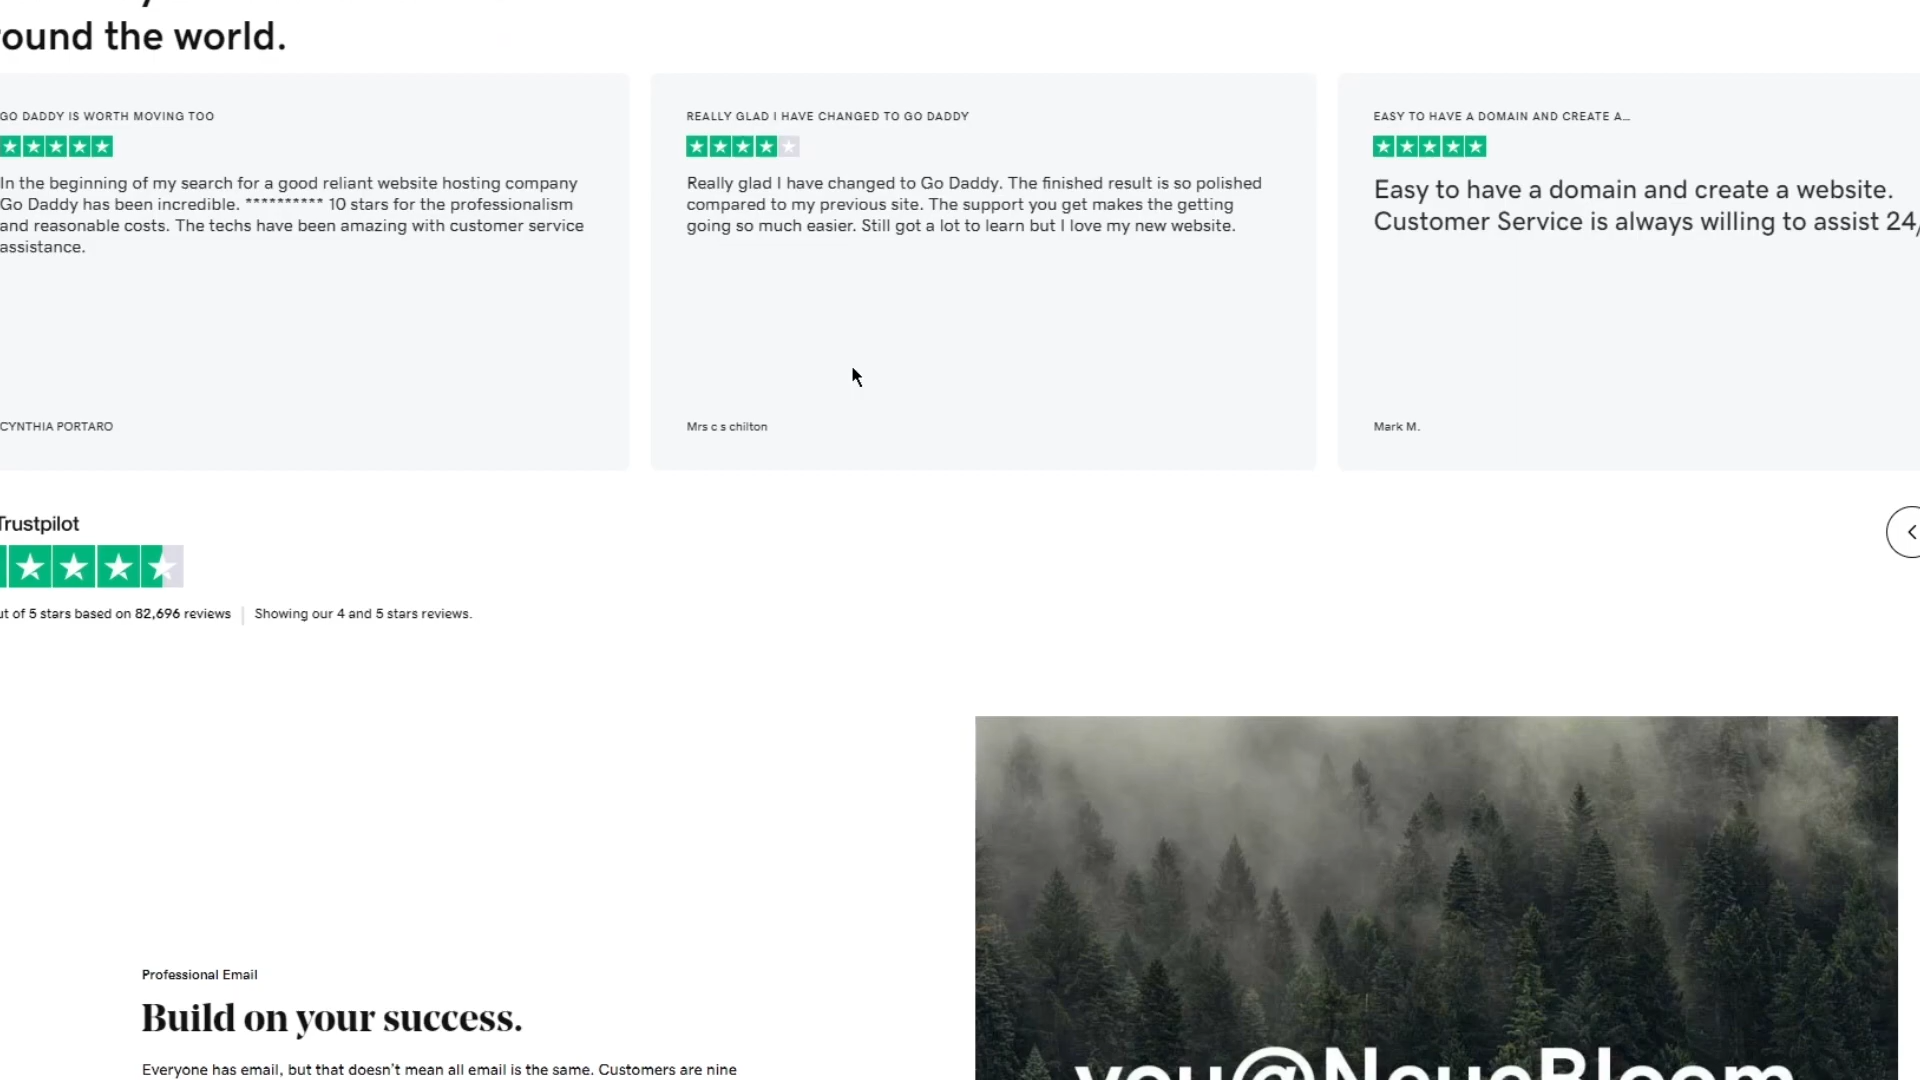 round the world.
GO DADDY IS WORTH MOVING TOO
In the beginning of my search for a good reliant website hosting company
Go Daddy has been incredible. ********** 10 stars for the professionalism
and reasonable costs. The techs have been amazing with customer service
assistance.
CYNTHIA PORTARO
REALLY GLAD I HAVE CHANGED TO GO DADDY
Really glad I have changed to Go Daddy. The finished result is so polished
compared to my previous site. The support you get makes the getting
going so much easier. Still got a lot to learn but I love my new website.
Mrs c s chilton
EASY TO HAVE A DOMAIN AND CREATE A...
Easy to have a domain and create a website.
Customer Service is always willing to assist 24/
Mark M.
Trustpilot
ut of 5 stars based on 82,696 reviews | Showing our 4 and 5 stars reviews.
Professional Email
Build on your success.
Everyone has email, but that doesn't mean all email is the same. Customers are nine
you@NeueBloom